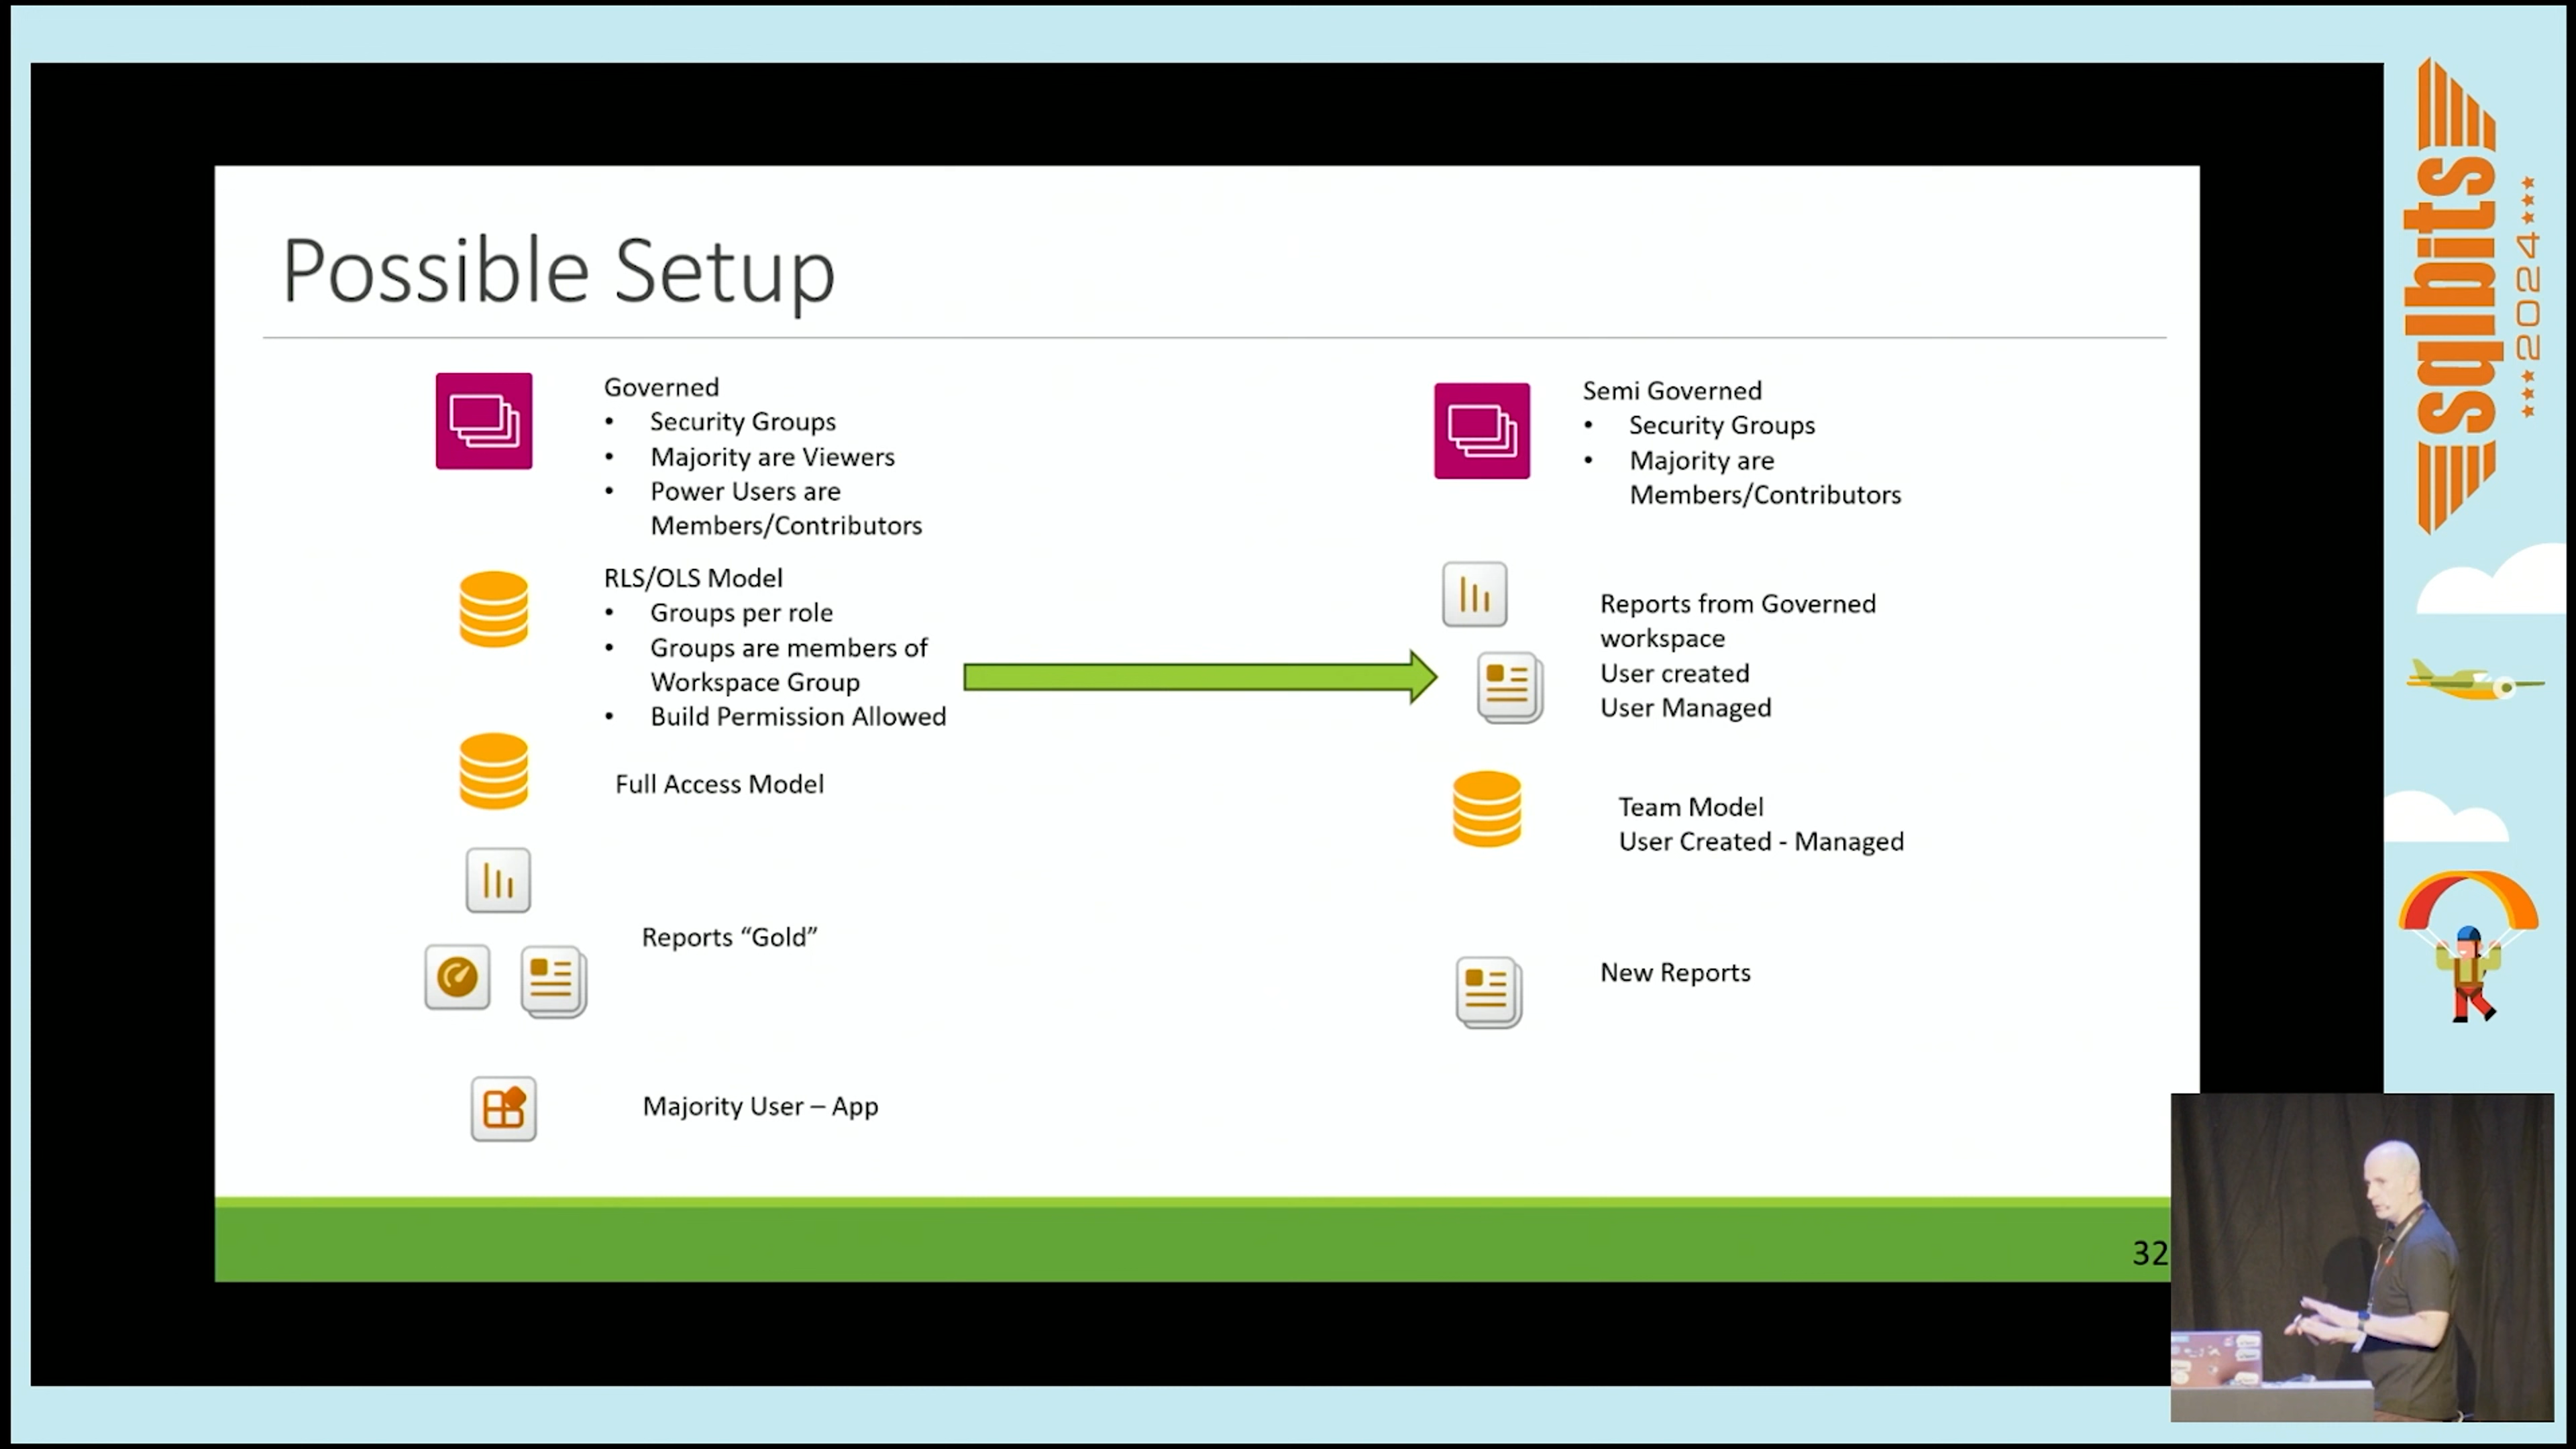 Possible Setup
Governed
• Security Groups
• Majority are Viewers
• Power Users are
Members/Contributors
RLS/OLS Model
• Groups per role
• Groups are members of
Workspace Group
• Build Permission Allowed
Full Access Model
Reports “Gold”
Majority User – App
Semi Governed
• Security Groups
• Majority are
Members/Contributors
Reports from Governed
workspace
User created
User Managed
Team Model
User Created - Managed
New Reports
32
sqlbits
2024